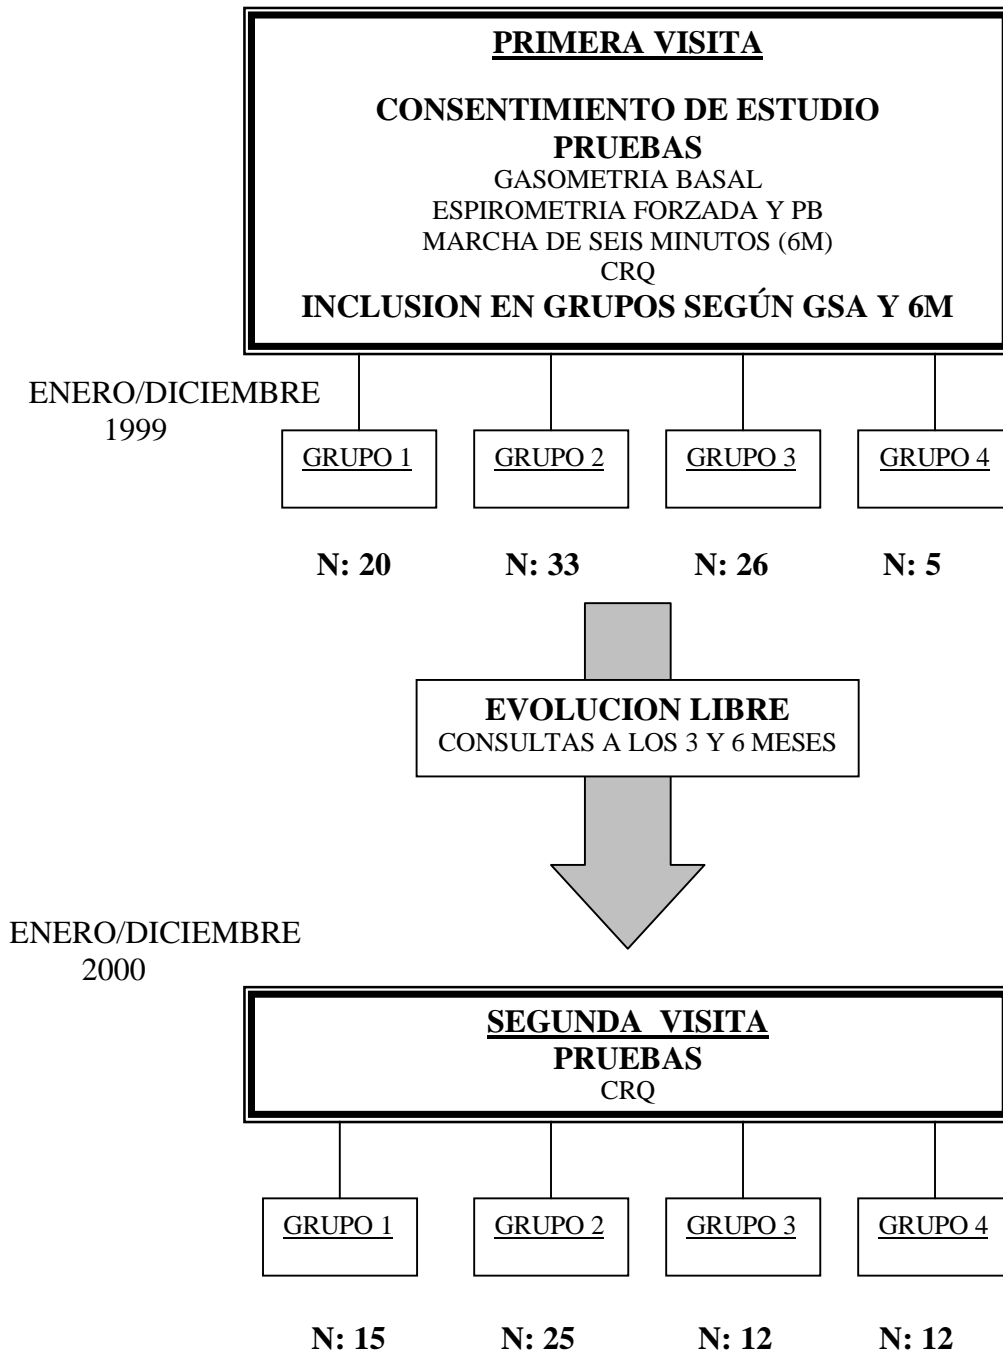 PRIMERA VISITA
CONSENTIMIENTO DE ESTUDIO
PRUEBAS
GASOMETRIA BASAL
ESPIROMETRIA FORZADA Y PB
MARCHA DE SEIS MINUTOS (6M)
CRQ
INCLUSION EN GRUPOS SEGÚN GSA Y 6M
ENERO/DICIEMBRE
1999
GRUPO 1 GRUPO 2 GRUPO 3 GRUPO 4
N: 20 N: 33 N: 26 N: 5
EVOLUCION LIBRE
CONSULTAS A LOS 3 Y 6 MESES
ENERO/DICIEMBRE
2000
SEGUNDA VISITA
PRUEBAS
CRQ
GRUPO 1 GRUPO 2 GRUPO 3 GRUPO 4
N: 15 N: 25 N: 12 N: 12